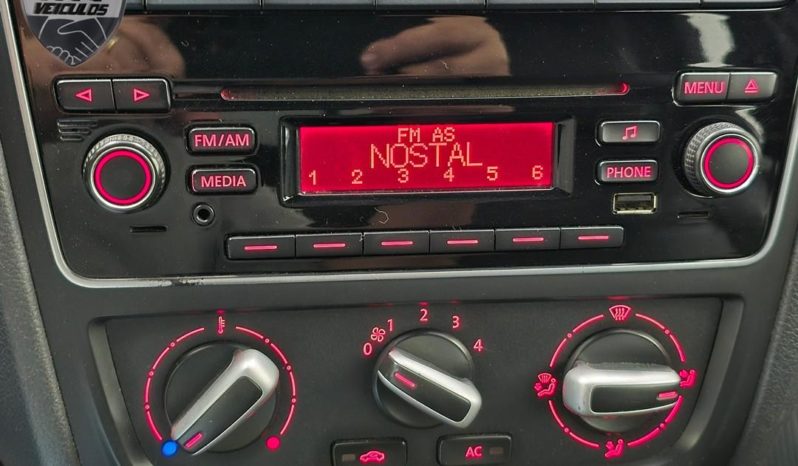 VEÍCULOS
MENU
FM/AM
MEDIA
FM AS
NOSTAL
1 2 3 4 5 6
PHONE
0 1 2 3 4
AC